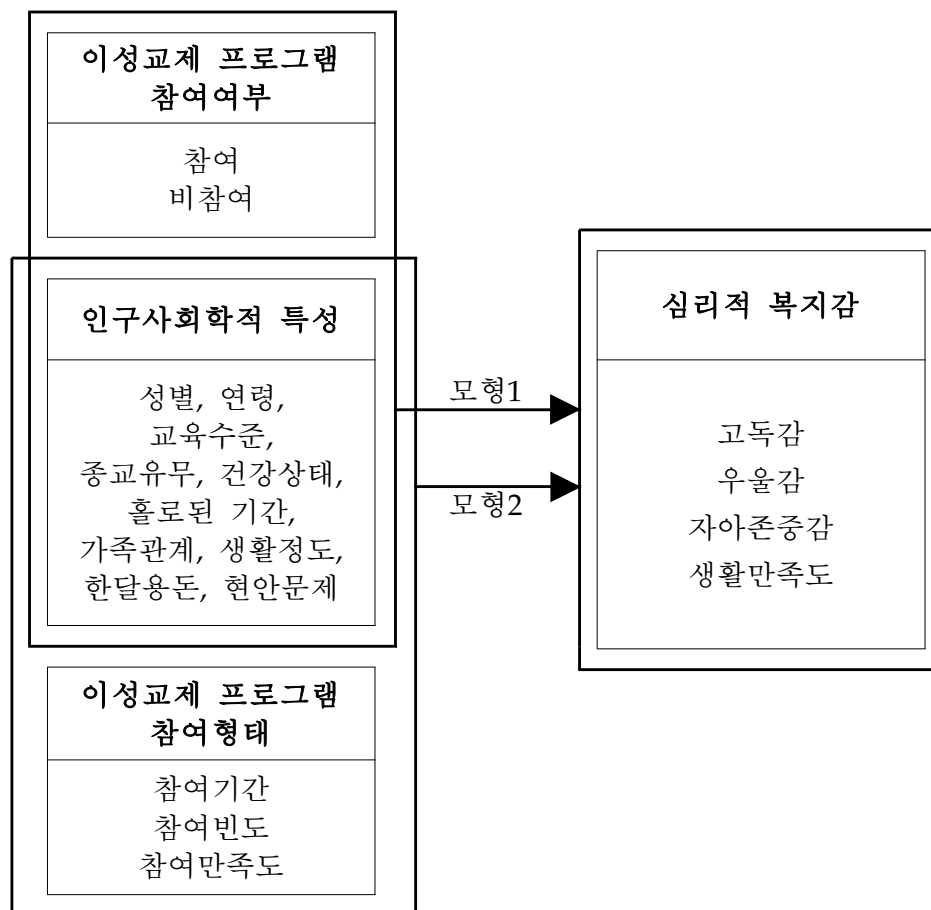 이성교제 프로그램
참여여부
참여
비참여
인구사회학적 특성
성별, 연령,
교육수준,
종교유무, 건강상태,
홀로된 기간,
가족관계, 생활정도,
한달용돈, 현안문제
이성교제 프로그램
참여형태
참여기간
참여빈도
참여만족도
모형1
모형2
심리적 복지감
고독감
우울감
자아존중감
생활만족도